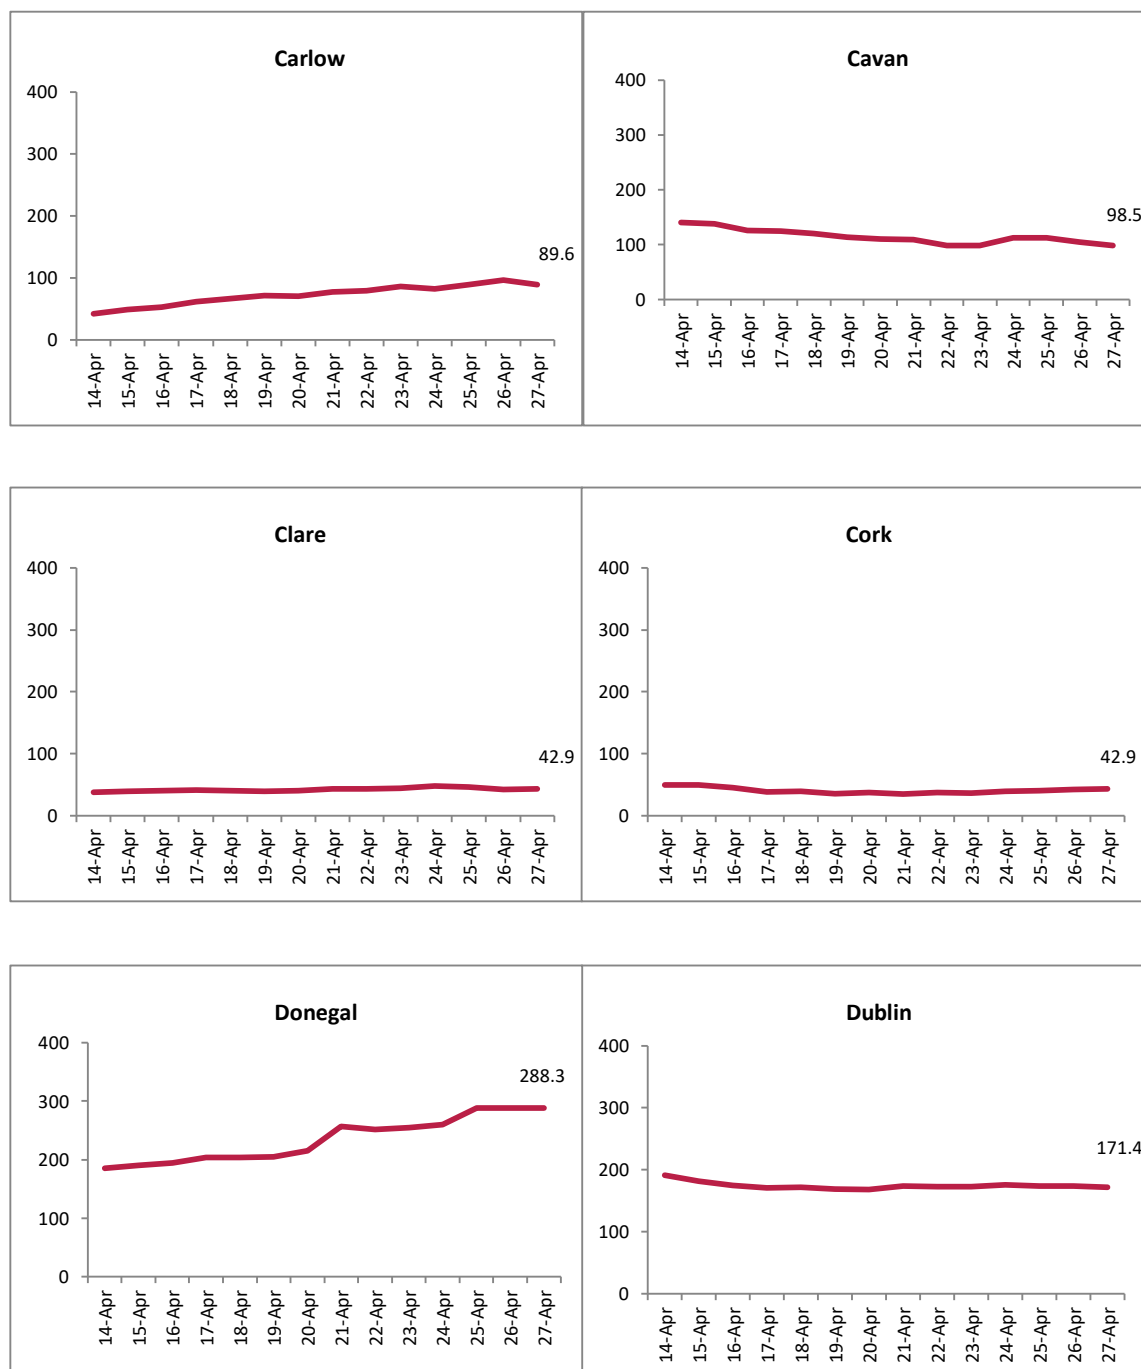 Carlow
400
300
200
100
0
89.6
14-Apr
15-Apr
16-Apr
17-Apr
18-Apr
19-Apr
20-Apr
21-Apr
22-Apr
23-Apr
24-Apr
25-Apr
26-Apr
27-Apr
Cavan
400
300
200
100
0
98.5
14-Apr
15-Apr
16-Apr
17-Apr
18-Apr
19-Apr
20-Apr
21-Apr
22-Apr
23-Apr
24-Apr
25-Apr
26-Apr
27-Apr
Clare
400
300
200
100
0
42.9
14-Apr
15-Apr
16-Apr
17-Apr
18-Apr
19-Apr
20-Apr
21-Apr
22-Apr
23-Apr
24-Apr
25-Apr
26-Apr
27-Apr
Cork
400
300
200
100
0
42.9
14-Apr
15-Apr
16-Apr
17-Apr
18-Apr
19-Apr
20-Apr
21-Apr
22-Apr
23-Apr
24-Apr
25-Apr
26-Apr
27-Apr
Donegal
400
300
200
100
0
288.3
14-Apr
15-Apr
16-Apr
17-Apr
18-Apr
19-Apr
20-Apr
21-Apr
22-Apr
23-Apr
24-Apr
25-Apr
26-Apr
27-Apr
Dublin
400
300
200
100
0
171.4
14-Apr
15-Apr
16-Apr
17-Apr
18-Apr
19-Apr
20-Apr
21-Apr
22-Apr
23-Apr
24-Apr
25-Apr
26-Apr
27-Apr